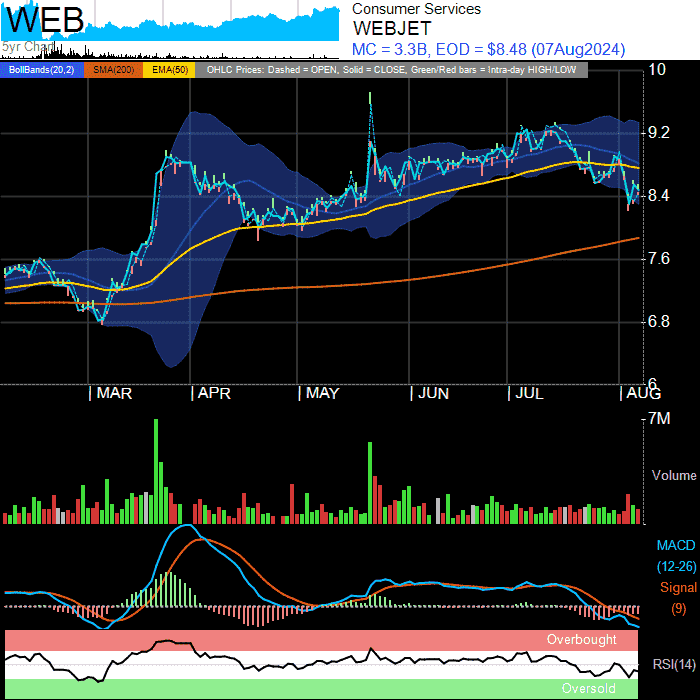 WEB
5yr Chart
Consumer Services
WEBJET
MC = 3.3B, EOD = $8.48 (07Aug2024)
BollBands(20,2) SMA(200) EMA(50) OHLC Prices: Dashed = OPEN, Solid = CLOSE, Green/Red bars = Intra-day HIGH/LOW
10
9.2
8.4
7.6
6.8
6
| MAR | APR | MAY | JUN | JUL | AUG
7M
Volume
MACD
(12-26)
Signal
(9)
Overbought
RSI(14)
Oversold